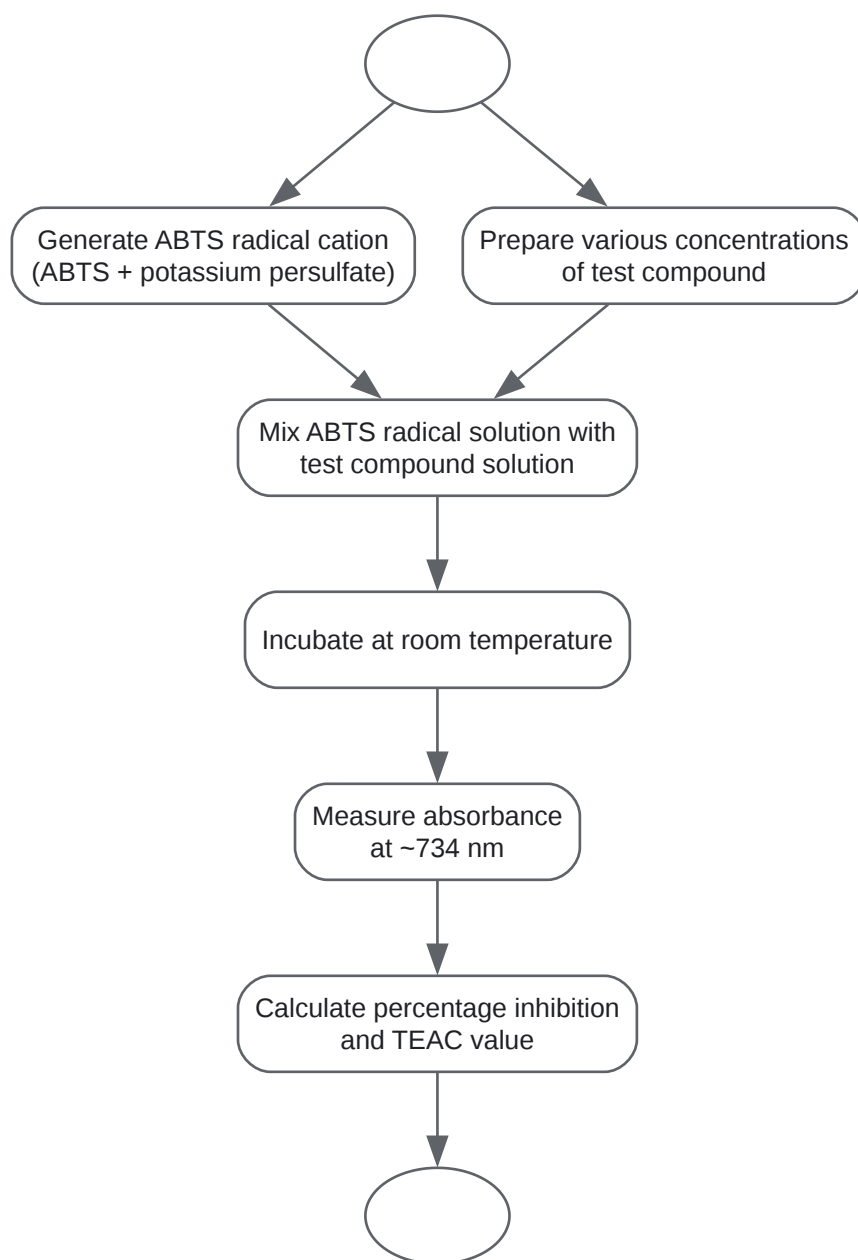 Generate ABTS radical cation
(ABTS + potassium persulfate)
Prepare various concentrations
of test compound
Mix ABTS radical solution with
test compound solution
Incubate at room temperature
Measure absorbance
at ~734 nm
Calculate percentage inhibition
and TEAC value